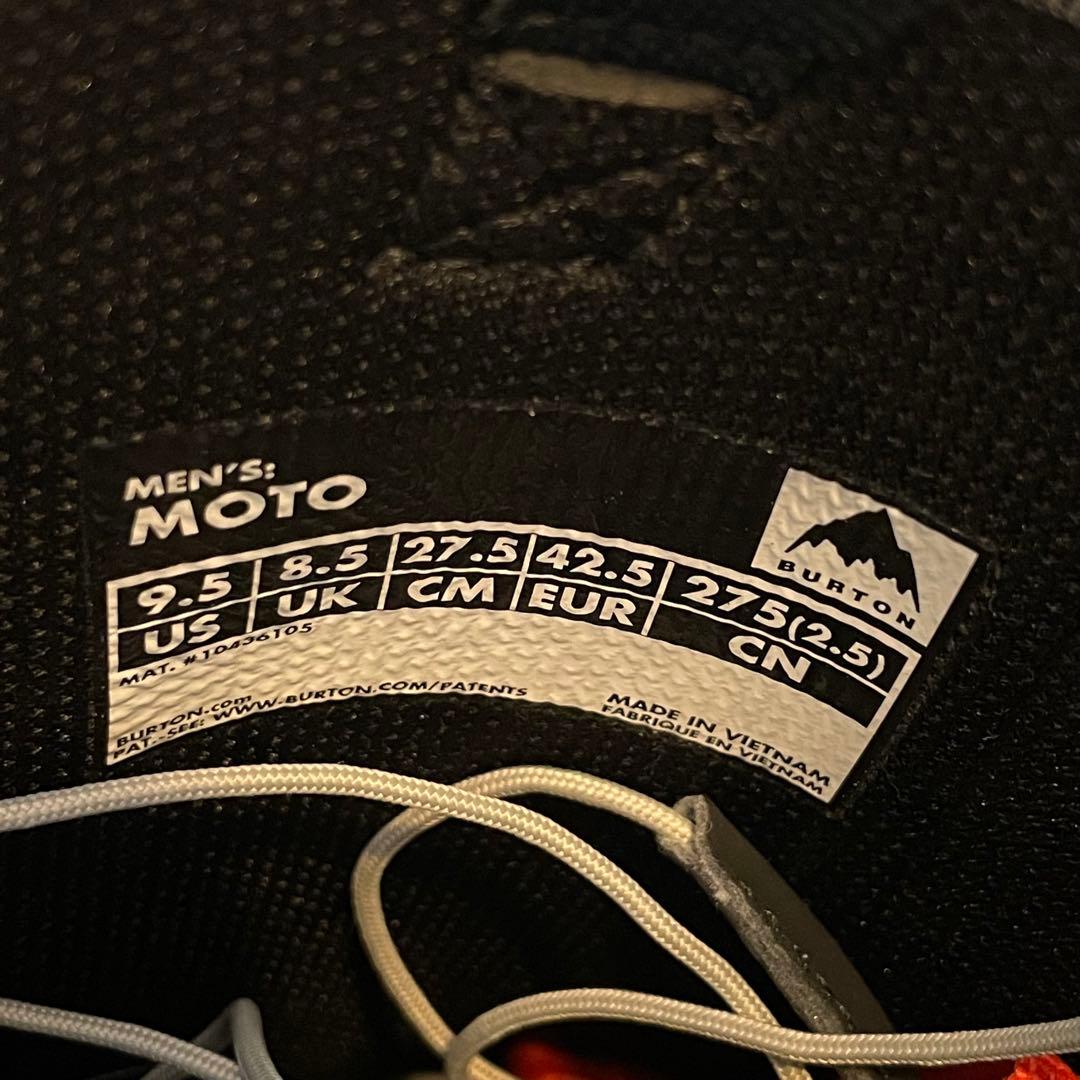 MEN'S:
MOTO
9.5 8.5 27.5 42.5 275(2.5)
US UK CM EUR CN
MAT. #10436105
BURTON.com
PAT.-SEE: WWW.BURTON.COM/PATENTS
MADE IN VIETNAM
FABRIQUE EN VIETNAM
BURTON